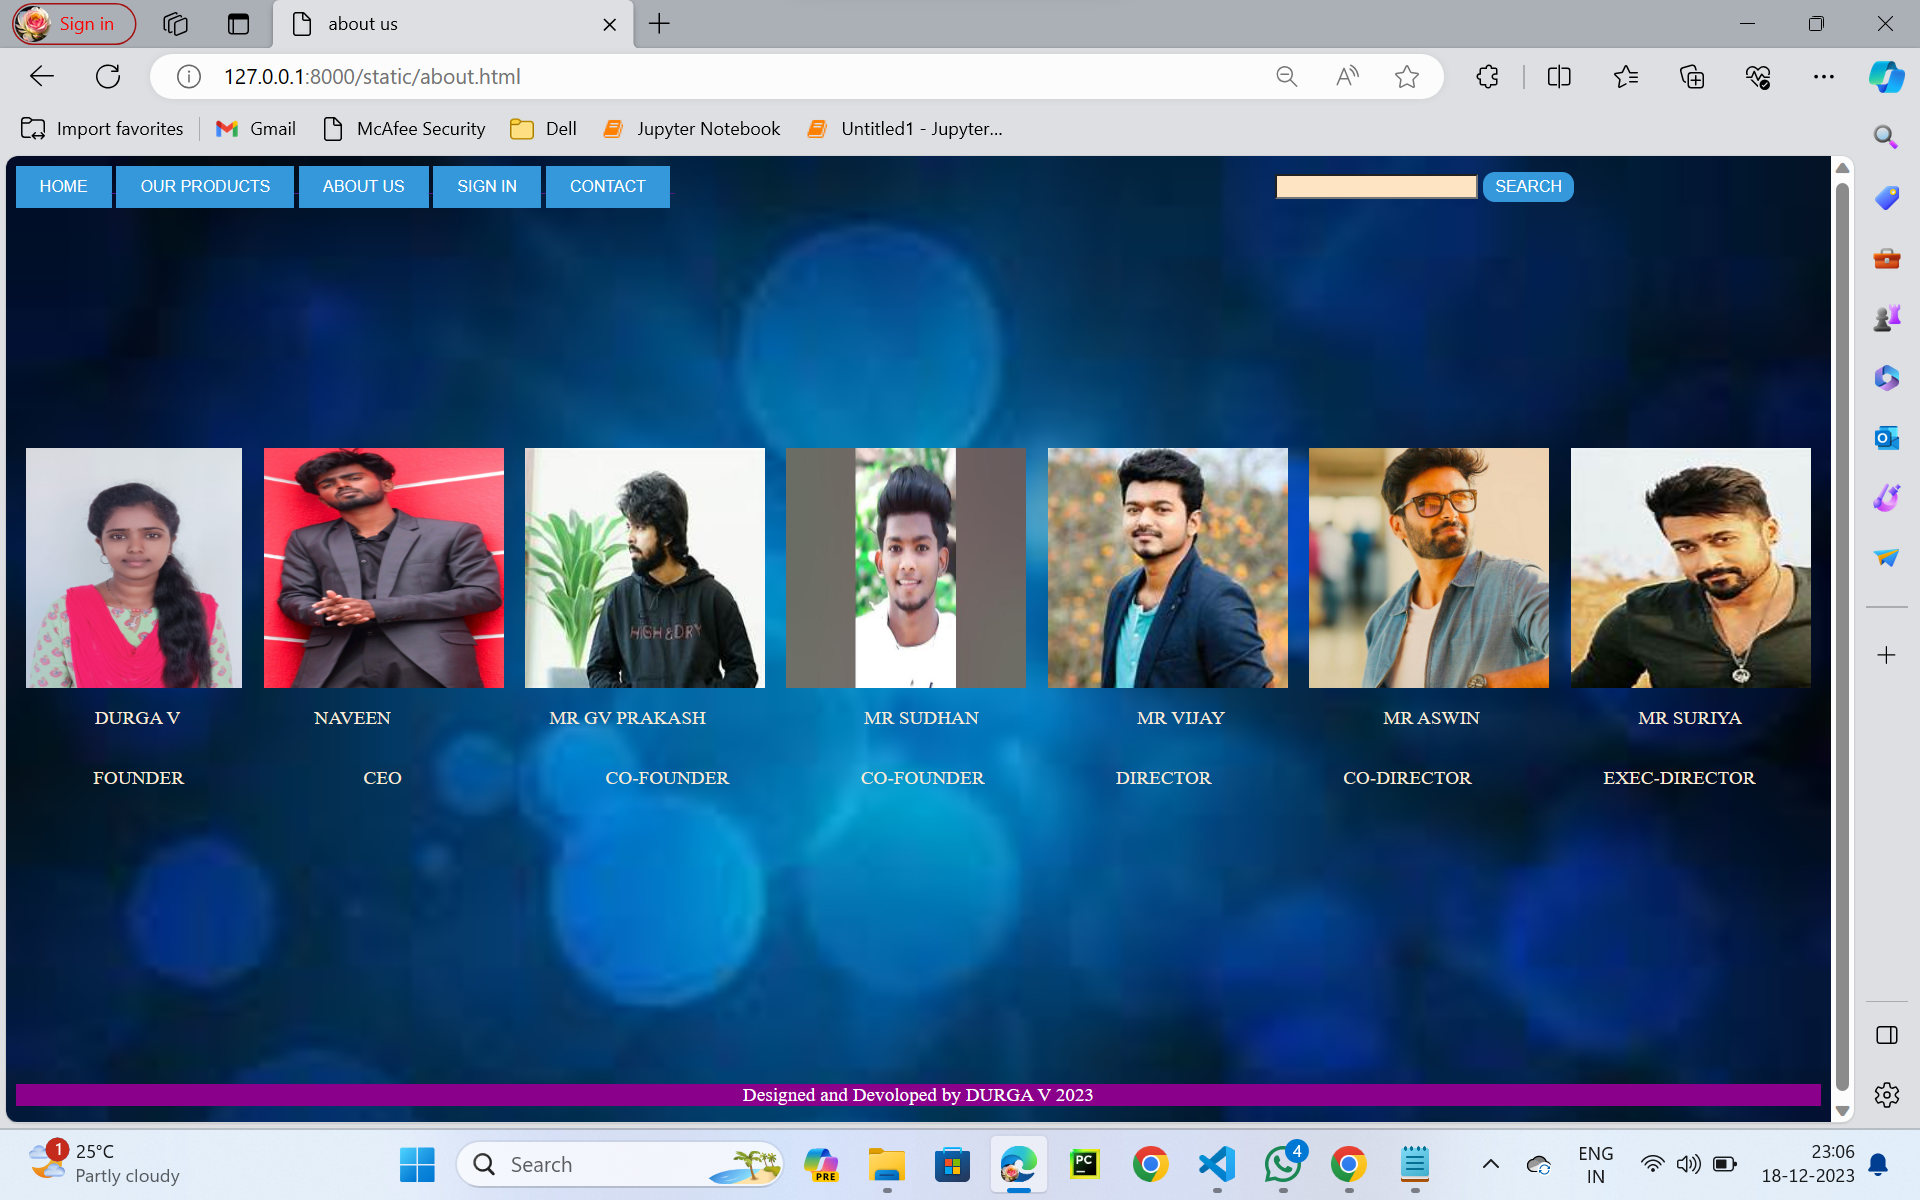 Sign in
about us
127.0.0.1:8000/static/about.html
Import favorites
Gmail
McAfee Security
Dell
Jupyter Notebook
Untitled1 - Jupyter...
HOME
OUR PRODUCTS
ABOUT US
SIGN IN
CONTACT
SEARCH
HIGH & DRY
DURGA V
NAVEEN
MR GV PRAKASH
MR SUDHAN
MR VIJAY
MR ASWIN
MR SURIYA
FOUNDER
CEO
CO-FOUNDER
CO-FOUNDER
DIRECTOR
CO-DIRECTOR
EXEC-DIRECTOR
Designed and Devoloped by DURGA V 2023
1
25°C
Partly cloudy
Search
PRE
PC
4
ENG
IN
23:06
18-12-2023